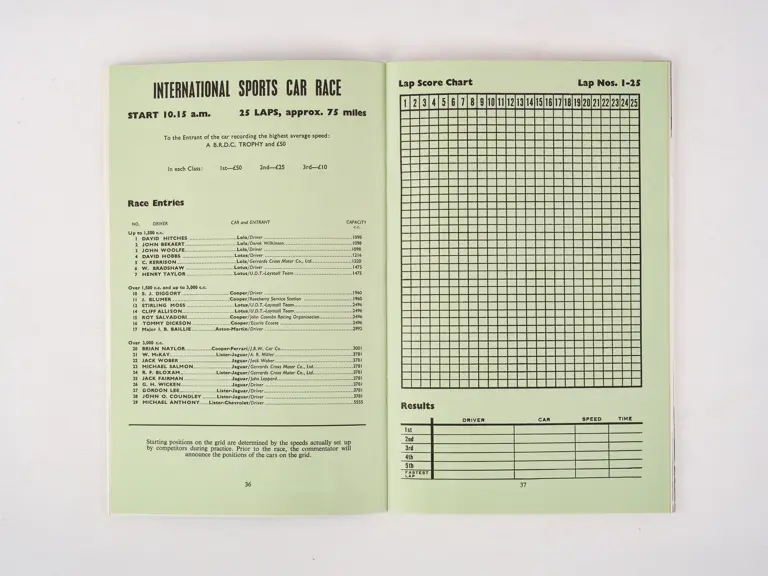 INTERNATIONAL SPORTS CAR RACE
START 10.15 a.m. 25 LAPS, approx. 75 miles
To the Entrant of the car recording the highest average speed:
A B.R.D.C. TROPHY and £50
In each Class: 1st—£50 2nd—£25 3rd—£10
Race Entries
NO. DRIVER CAR and ENTRANT CAPACITY c.c.
Up to 1,500 c.c.
1 DAVID HITCHES Lola/Driver 1098
2 JOHN BEKAERT Lola/Derek Wilkinson 1098
3 JOHN WOOLFE Lola/Driver 1098
4 DAVID HOBBS Lotus/Driver 1216
5 C. KERRISON Lola/Gerrards Cross Motor Co., Ltd. 1220
6 W. BRADSHAW Lotus/Driver 1475
7 HENRY TAYLOR Lotus/U.D.T.-Laystall Team 1475
Over 1,500 c.c. and up to 3,000 c.c.
10 S. J. DIGGORY Cooper/Driver 1960
11 J. BLUMER Cooper/Roseberry Service Station 1960
12 STIRLING MOSS Lotus/U.D.T.-Laystall Team 2496
14 CLIFF ALLISON Lotus/U.D.T.-Laystall Team 2496
15 ROY SALVADORI Cooper/John Coombs Racing Organisation 2496
16 TOMMY DICKSON Cooper/Ecurie Ecosse 2496
17 Major I. B. BAILLIE Aston-Martin/Driver 2992
Over 3,000 c.c.
20 BRIAN NAYLOR Cooper-Ferrari/J.B.W. Car Co. 3001
21 W. McKAY Lister-Jaguar/A. R. Miller 3781
22 JACK WOBER Jaguar/Jack Wober 3781
23 MICHAEL SALMON Lister-Jaguar/Gerrards Cross Motor Co., Ltd. 3781
24 R. P. BLOXAM Lister-Jaguar/Gerrards Cross Motor Co., Ltd. 3781
25 JACK FAIRMAN Jaguar/John Leppard 3781
26 G. H. WICKEN Jaguar/Driver 3781
27 GORDON LEE Lister-Jaguar/Driver 3781
28 JOHN O. COUNDLEY Lister-Jaguar/Driver 3781
29 MICHAEL ANTHONY Lister-Chevrolet/Driver
Starting positions on the grid are determined by the speeds actually set up
by competitors during practice. Prior to the race, the commentator will
announce the positions of the cars on the grid.
36
Lap Score Chart Lap Nos. 1-25
1 2 3 4 5 6 7 8 9 10 11 12 13 14 15 16 17 18 19 20 21 22 23 24 25
Results
DRIVER CAR SPEED TIME
1st
2nd
3rd
4th
5th
FASTEST
LAP
37